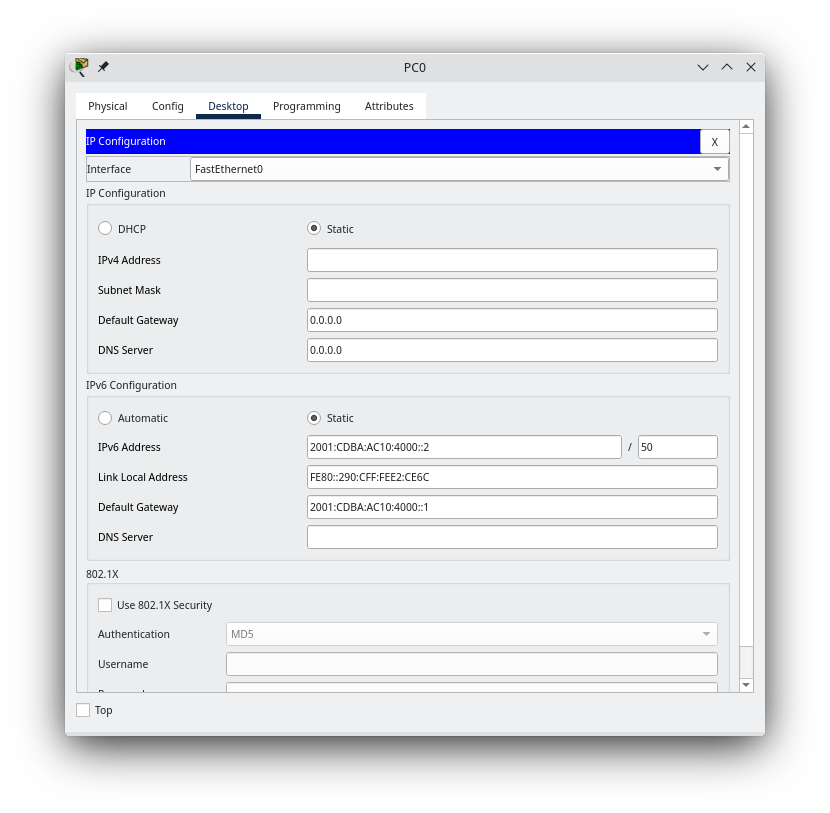 PC0
Physical Config Desktop Programming Attributes
IP Configuration X
Interface FastEthernet0
IP Configuration
DHCP Static
IPv4 Address
Subnet Mask
Default Gateway 0.0.0.0
DNS Server 0.0.0.0
IPv6 Configuration
Automatic Static
IPv6 Address 2001:CDBA:AC10:4000::2 / 50
Link Local Address FE80::290:CFF:FEE2:CE6C
Default Gateway 2001:CDBA:AC10:4000::1
DNS Server
802.1X
Use 802.1X Security
Authentication MD5
Username
Top